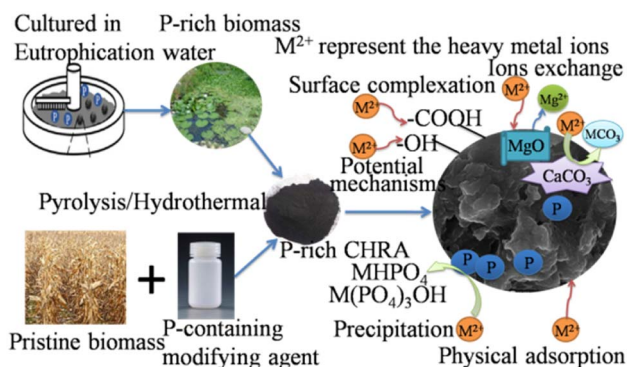 Cultured in
Eutrophication water
P-rich biomass
M2+ represent the heavy metal ions
Ions exchange
Surface complexation
M2+
Mg2+
M2+
-COOH
M2+
MCO3
M2+
-OH
MgO
Potential
mechanisms
CaCO3
Pyrolysis/Hydrothermal
P
P-rich CHRA
MHPO4
M(PO4)3OH
P
P
P
Precipitation
M2+
M2+
Pristine biomass
+
P-containing
modifying agent
Physical adsorption